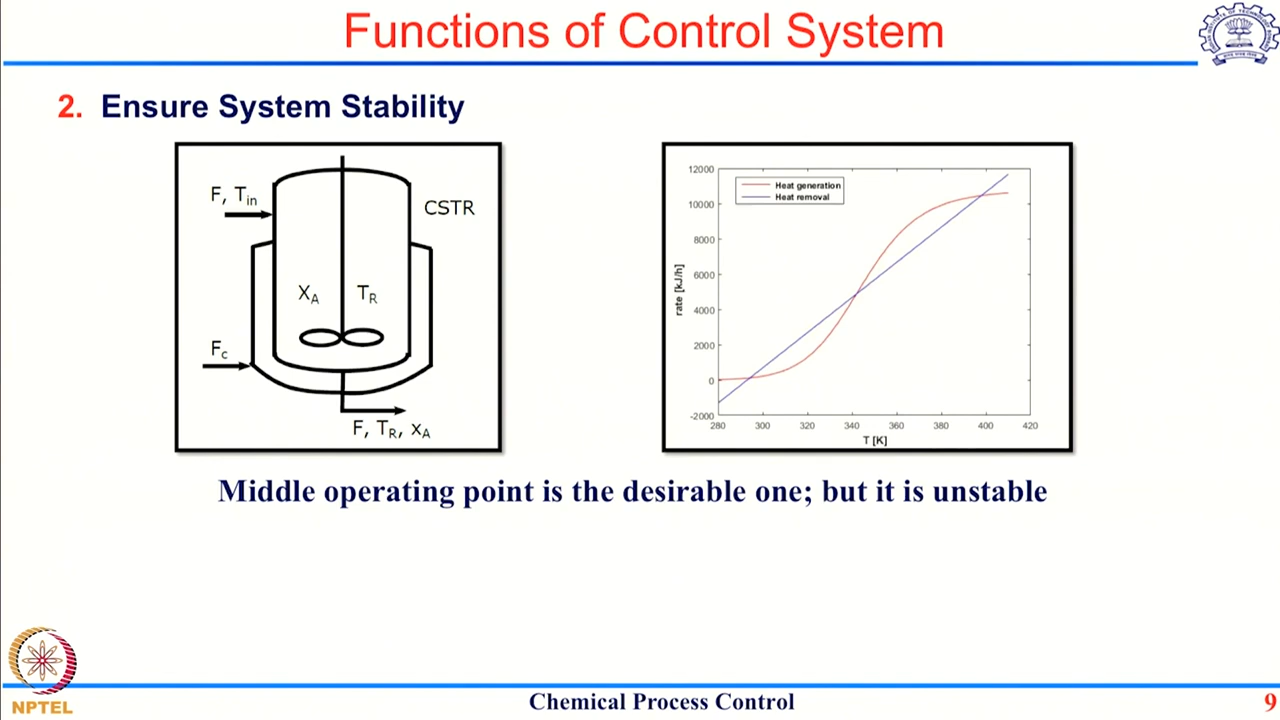 Functions of Control System
2. Ensure System Stability
F, Tin
CSTR
XA TR
Fc
F, TR, xA
Heat generation
Heat removal
12000
10000
8000
6000
4000
2000
0
-2000
rate [kJ/h]
280 300 320 340 360 380 400 420
T [K]
Middle operating point is the desirable one; but it is unstable
NPTEL
Chemical Process Control
9